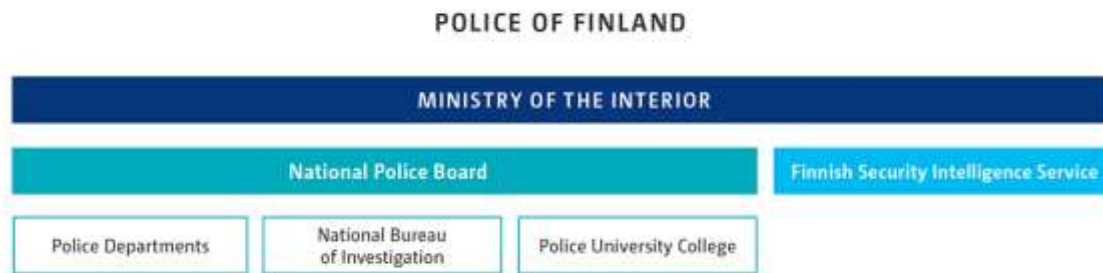 POLICE OF FINLAND
MINISTRY OF THE INTERIOR
National Police Board
Finnish Security Intelligence Service
Police Departments
National Bureau
of Investigation
Police University College